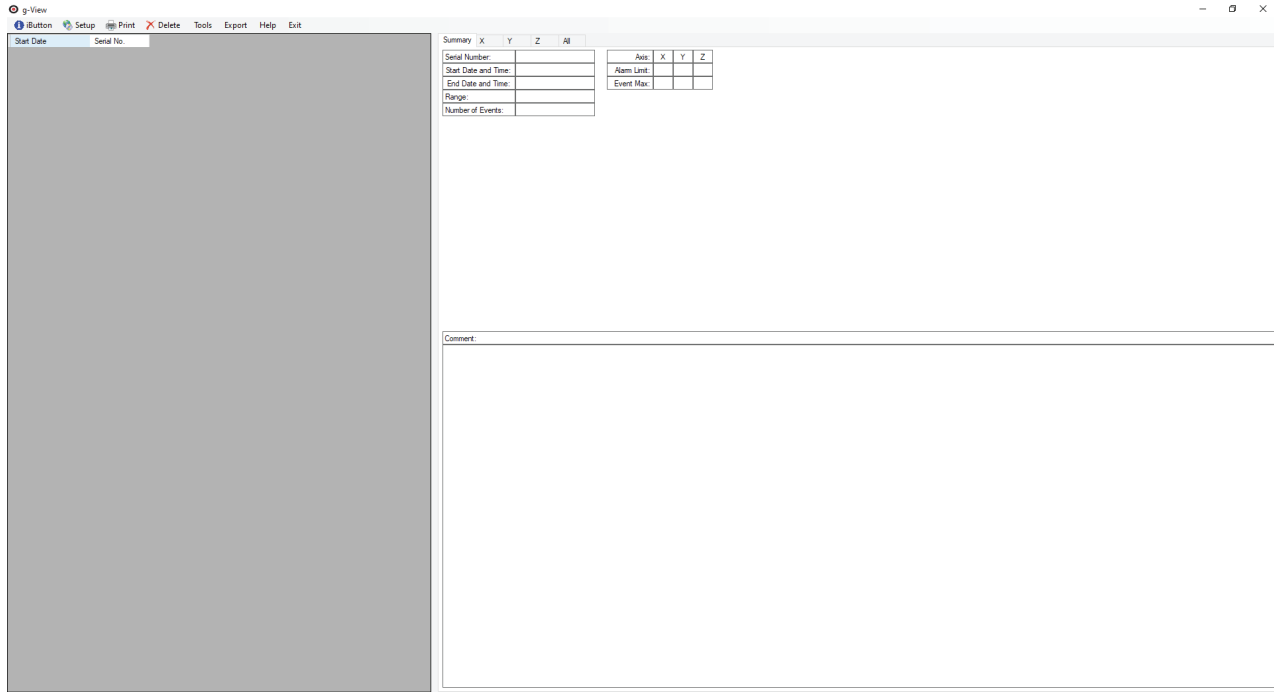 g-View
iButton Setup Print Delete Tools Export Help Exit
Start Date Serial No.
Summary X Y Z All
Serial Number:
Start Date and Time:
End Date and Time:
Range:
Number of Events:
Axis: X Y Z
Alarm Limit:
Event Max:
Comment: